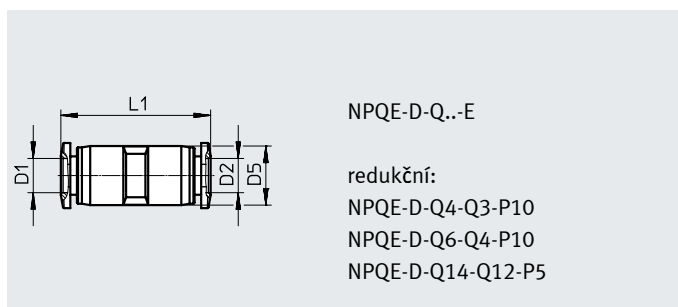 L1
D1
D2
D5
NPQE-D-Q..-E
redukční:
NPQE-D-Q4-Q3-P10
NPQE-D-Q6-Q4-P10
NPQE-D-Q14-Q12-P5